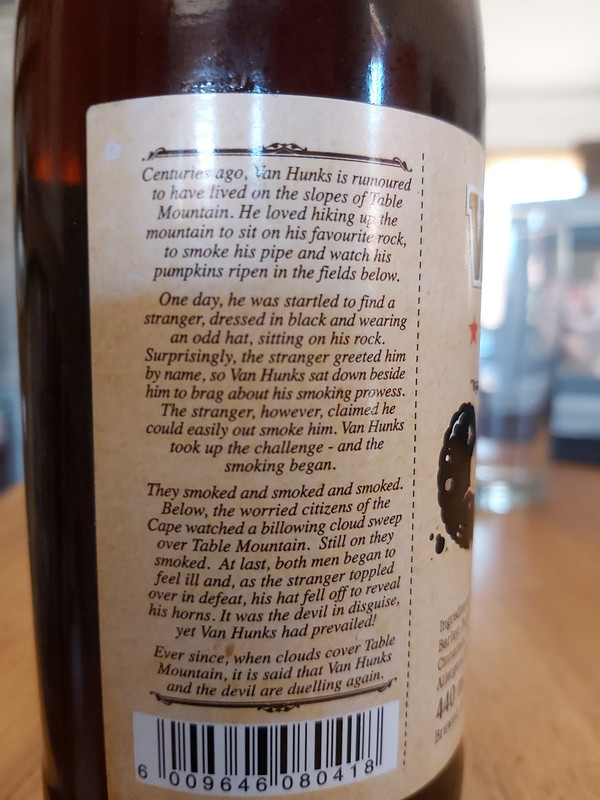 Centuries ago, Van Hunks is rumoured
to have lived on the slopes of Table
Mountain. He loved hiking up the
mountain to sit on his favourite rock,
to smoke his pipe and watch his
pumpkins ripen in the fields below.
One day, he was startled to find a
stranger, dressed in black and wearing
an odd hat, sitting on his rock.
Surprisingly, the stranger greeted him
by name, so Van Hunks sat down beside
him to brag about his smoking prowess.
The stranger, however, claimed he
could easily out smoke him. Van Hunks
took up the challenge - and the
smoking began.
They smoked and smoked and smoked.
Below, the worried citizens of the
Cape watched a billowing cloud sweep
over Table Mountain. Still on they
smoked. At last, both men began to
feel ill and, as the stranger toppled
over in defeat, his hat fell off to reveal
his horns. It was the devil in disguise,
yet Van Hunks had prevailed!
Ever since, when clouds cover Table
Mountain, it is said that Van Hunks
and the devil are duelling again.
6 009646 080418
440